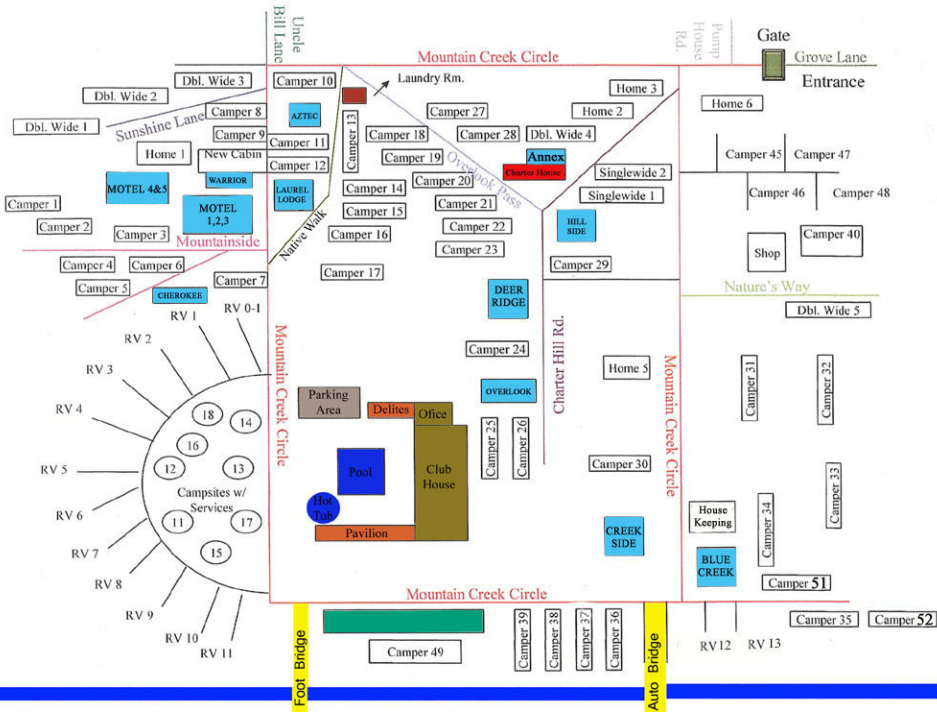 Uncle
Bill Lane
Pump
House
Rd.
Gate
Mountain Creek Circle
Grove Lane
Entrance
Dbl. Wide 3
Dbl. Wide 2
Dbl. Wide 1
Sunshine Lane
Camper 10
Laundry Rm.
Home 3
Home 2
Home 6
Camper 8
AZTEC
Camper 9
Camper 11
Camper 12
Camper 13
Camper 27
Camper 18
Camper 28
Dbl. Wide 4
Home 1
New Cabin
Camper 19
Overlook Pass
Annex
Charter House
Singlewide 2
Singlewide 1
Camper 45
Camper 47
Camper 46
Camper 48
MOTEL 4&5
WARRIOR
LAUREL
LODGE
Camper 14
Camper 20
Camper 21
Camper 1
Camper 2
Camper 3
MOTEL
1,2,3
Camper 15
Camper 16
Camper 22
Camper 23
HILL
SIDE
Shop
Camper 40
Mountainside
Native Walk
Camper 4
Camper 6
Camper 5
Camper 7
Camper 17
Camper 29
CHEROKEE
DEER
RIDGE
Nature's Way
Dbl. Wide 5
RV 0-1
RV 1
RV 2
RV 3
RV 4
RV 5
RV 6
RV 7
RV 8
RV 9
RV 10
RV 11
Mountain Creek Circle
Charter Hill Rd.
Mountain Creek Circle
Camper 24
Home 5
Camper 31
Camper 32
OVERLOOK
Parking
Area
Delites
Ofice
18
14
16
12
13
Campsites w/
Services
11
17
15
Pool
Club
House
Hot
Tub
Pavilion
Camper 25
Camper 26
Camper 30
Camper 33
Camper 34
House
Keeping
CREEK
SIDE
BLUE
CREEK
Camper 51
Mountain Creek Circle
Foot Bridge
Camper 49
Camper 39
Camper 38
Camper 37
Camper 36
Auto Bridge
RV12
RV 13
Camper 35
Camper 52